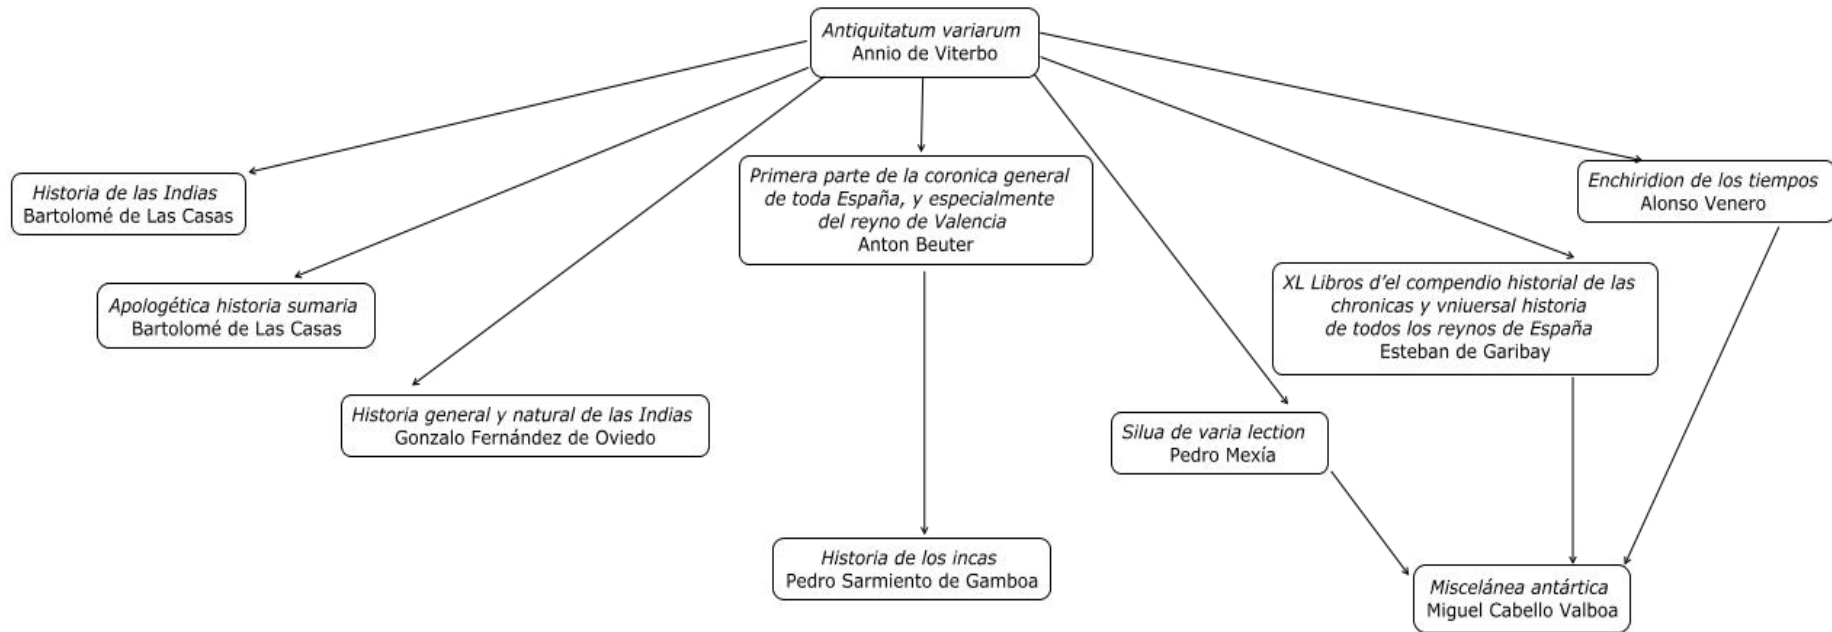 Antiquitatum variarum
Annio de Viterbo
Historia de las Indias
Bartolomé de Las Casas
Primera parte de la coronica general
de toda España, y especialmente
del reyno de Valencia
Anton Beuter
Enchiridion de los tiempos
Alonso Venero
Apologética historia sumaria
Bartolomé de Las Casas
XL Libros d'el compendio historial de las
chronicas y vniuersal historia
de todos los reynos de España
Esteban de Garibay
Historia general y natural de las Indias
Gonzalo Fernández de Oviedo
Silua de varia lection
Pedro Mexía
Historia de los incas
Pedro Sarmiento de Gamboa
Miscelánea antártica
Miguel Cabello Valboa